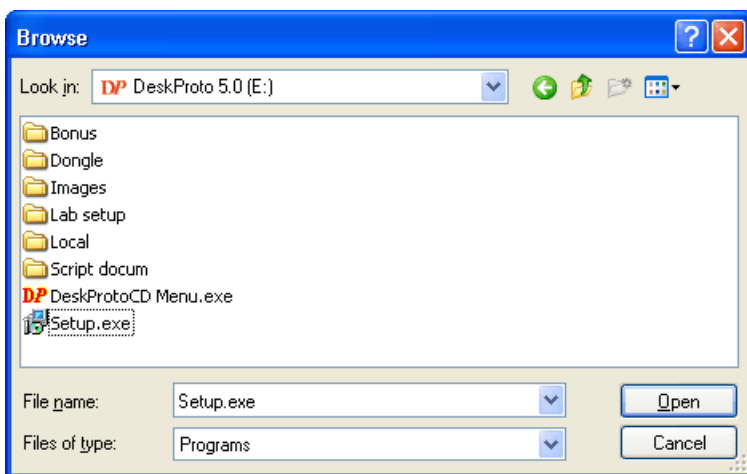 Browse
Look in: DP DeskProto 5.0 (E:)
Bonus
Dongle
Images
Lab setup
Local
Script docum
DP DeskProtoCD Menu.exe
Setup.exe
File name: Setup.exe Open
Files of type: Programs Cancel